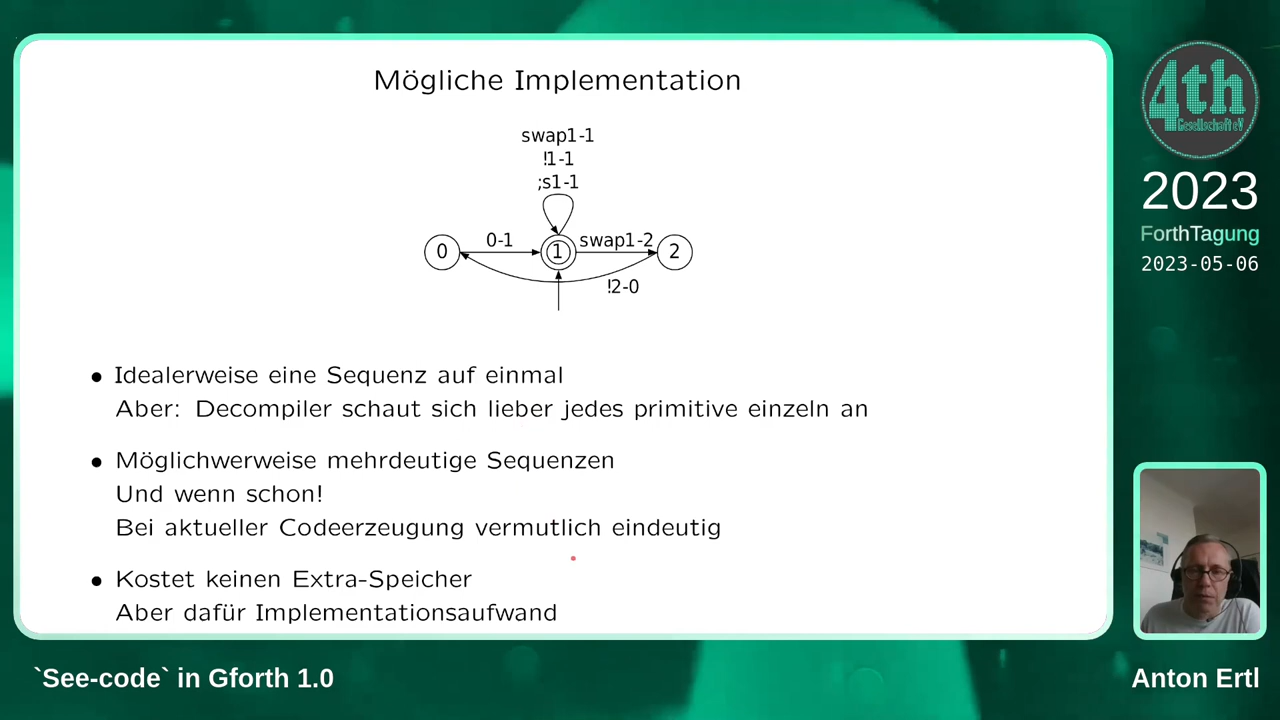 Mögliche Implementation
swap1-1
!1-1
;s1-1
0 0-1 1 swap1-2 2
!2-0
• Idealerweise eine Sequenz auf einmal
Aber: Decompiler schaut sich lieber jedes primitive einzeln an
• Möglichwerweise mehrdeutige Sequenzen
Und wenn schon!
Bei aktueller Codeerzeugung vermutlich eindeutig
• Kostet keinen Extra-Speicher
Aber dafür Implementationsaufwand
4th
Gesellschaft eV
2023
ForthTagung
2023-05-06
`See-code` in Gforth 1.0
Anton Ertl